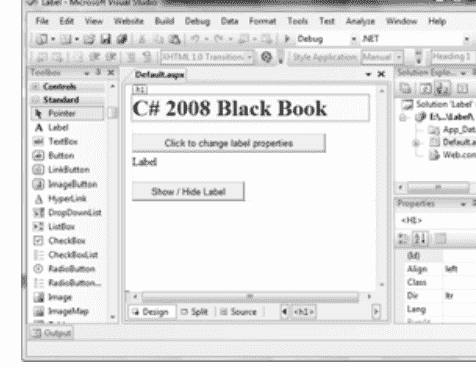 Label - Microsoft Visual Studio
File Edit View Website Build Debug Data Format Tools Test Analyze Window Help
Debug .NET
XHTML 1.0 Transition. Style Application: Manual Heading 1
Toolbox
Controls
Standard
Pointer
Label
TextBox
Button
LinkButton
ImageButton
HyperLink
DropDownList
ListBox
CheckBox
CheckBoxList
RadioButton
RadioButton...
Image
ImageMap
Default.aspx
h1
C# 2008 Black Book
Click to change label properties
Label
Show / Hide Label
Design Split Source <h1>
Solution Explo...
Solution 'Label'
E:\...\Label\
App_Dat
Default.a
Web.con
Properties
<H1>
(Id)
Align left
Class
Dir ltr
Lang
Output